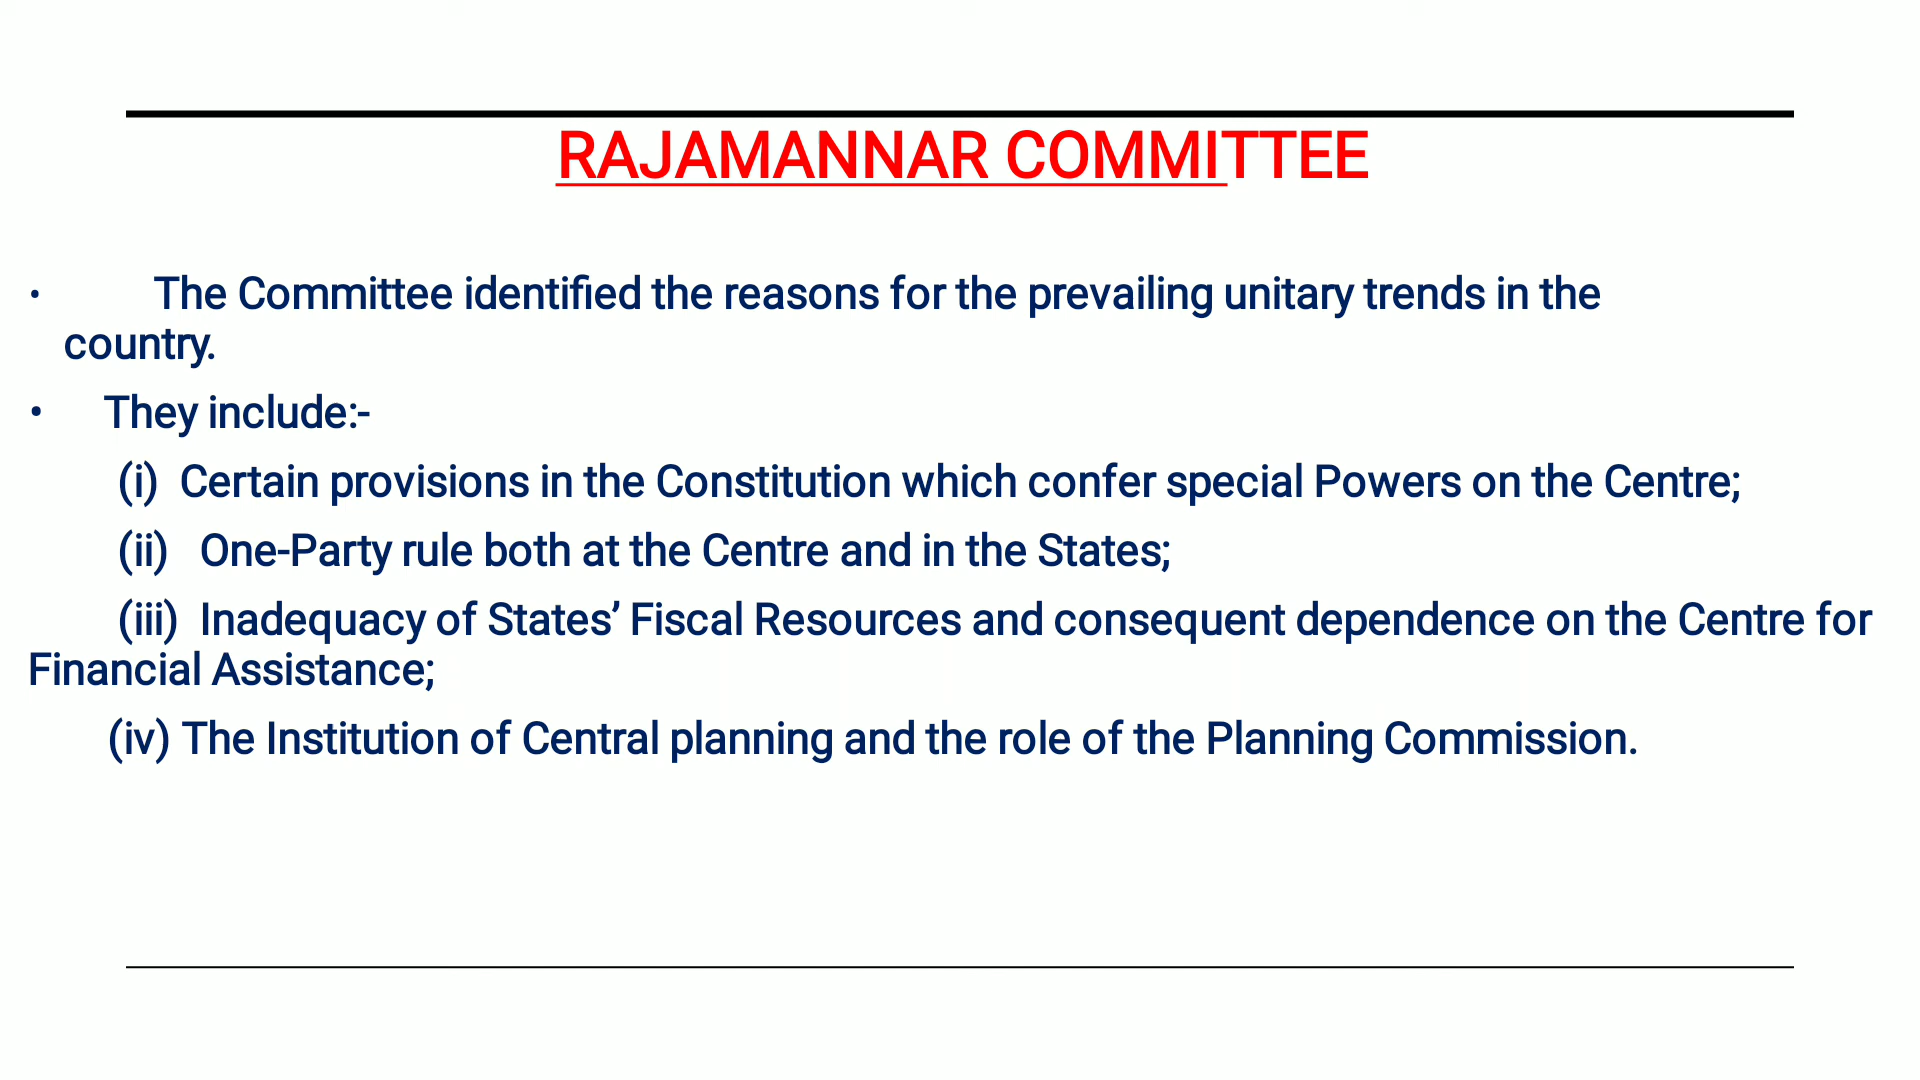 RAJAMANNAR COMMITTEE
• The Committee identified the reasons for the prevailing unitary trends in the
country.
• They include:-
(i) Certain provisions in the Constitution which confer special Powers on the Centre;
(ii) One-Party rule both at the Centre and in the States;
(iii) Inadequacy of States’ Fiscal Resources and consequent dependence on the Centre for
Financial Assistance;
(iv) The Institution of Central planning and the role of the Planning Commission.